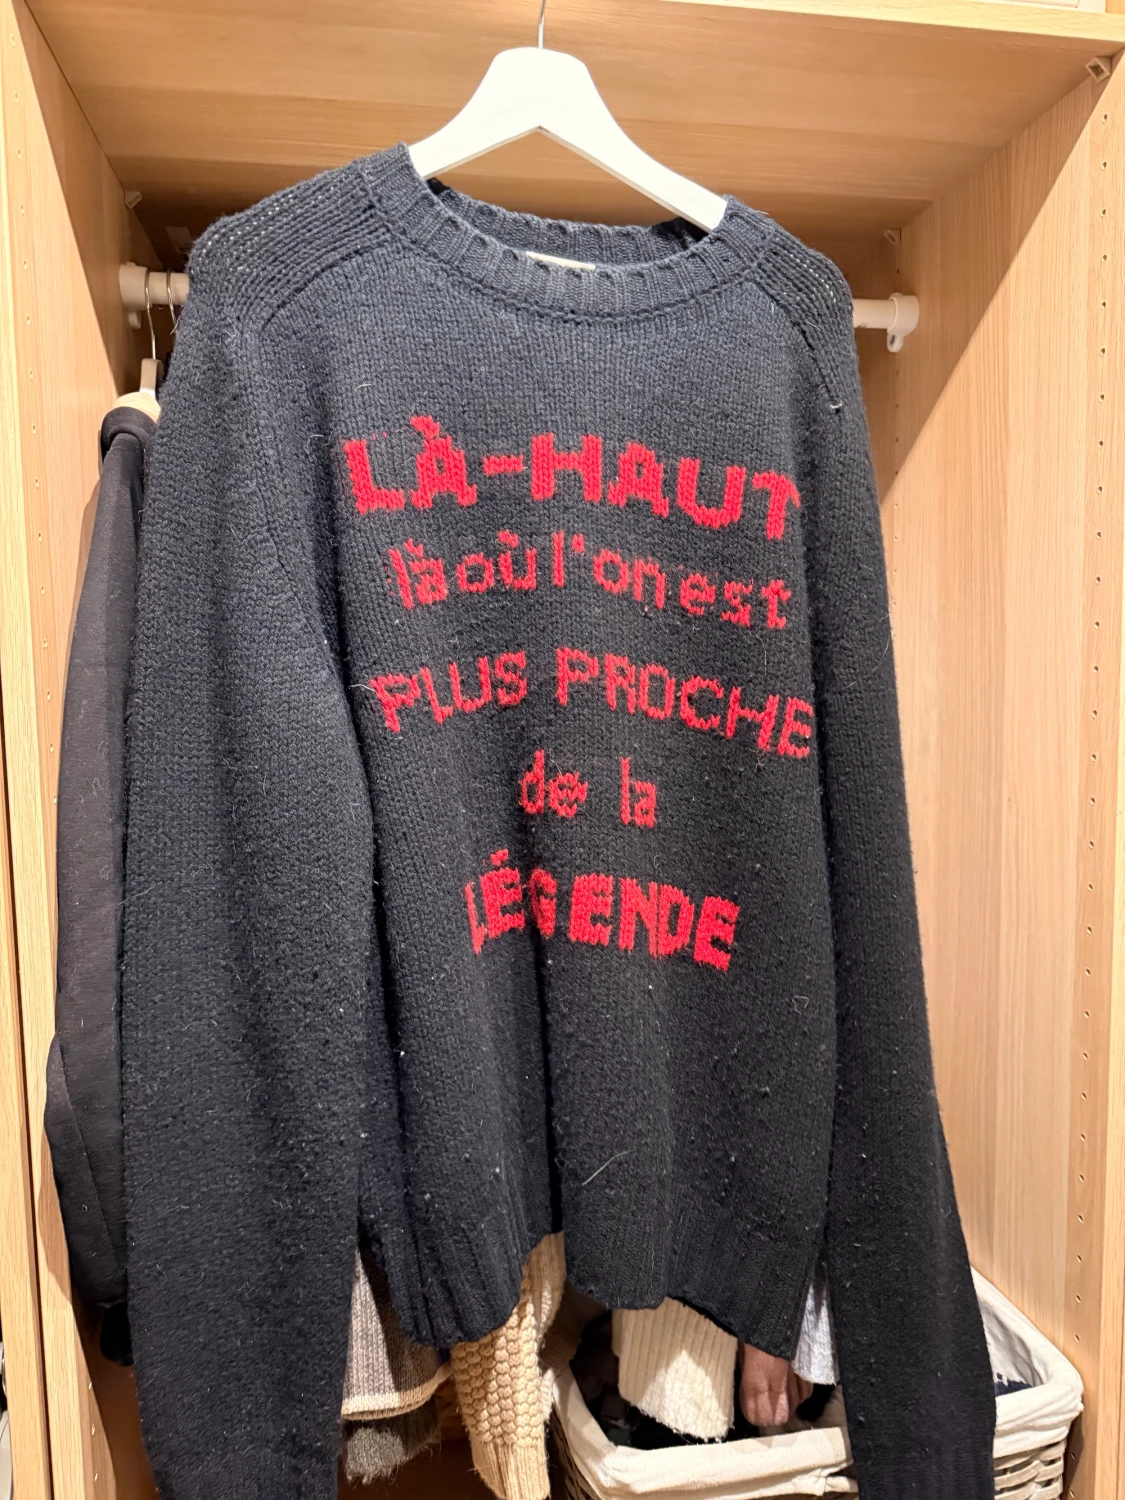 LÀ-HAUT
là où l'on est
PLUS PROCHE
de la
LÉGENDE